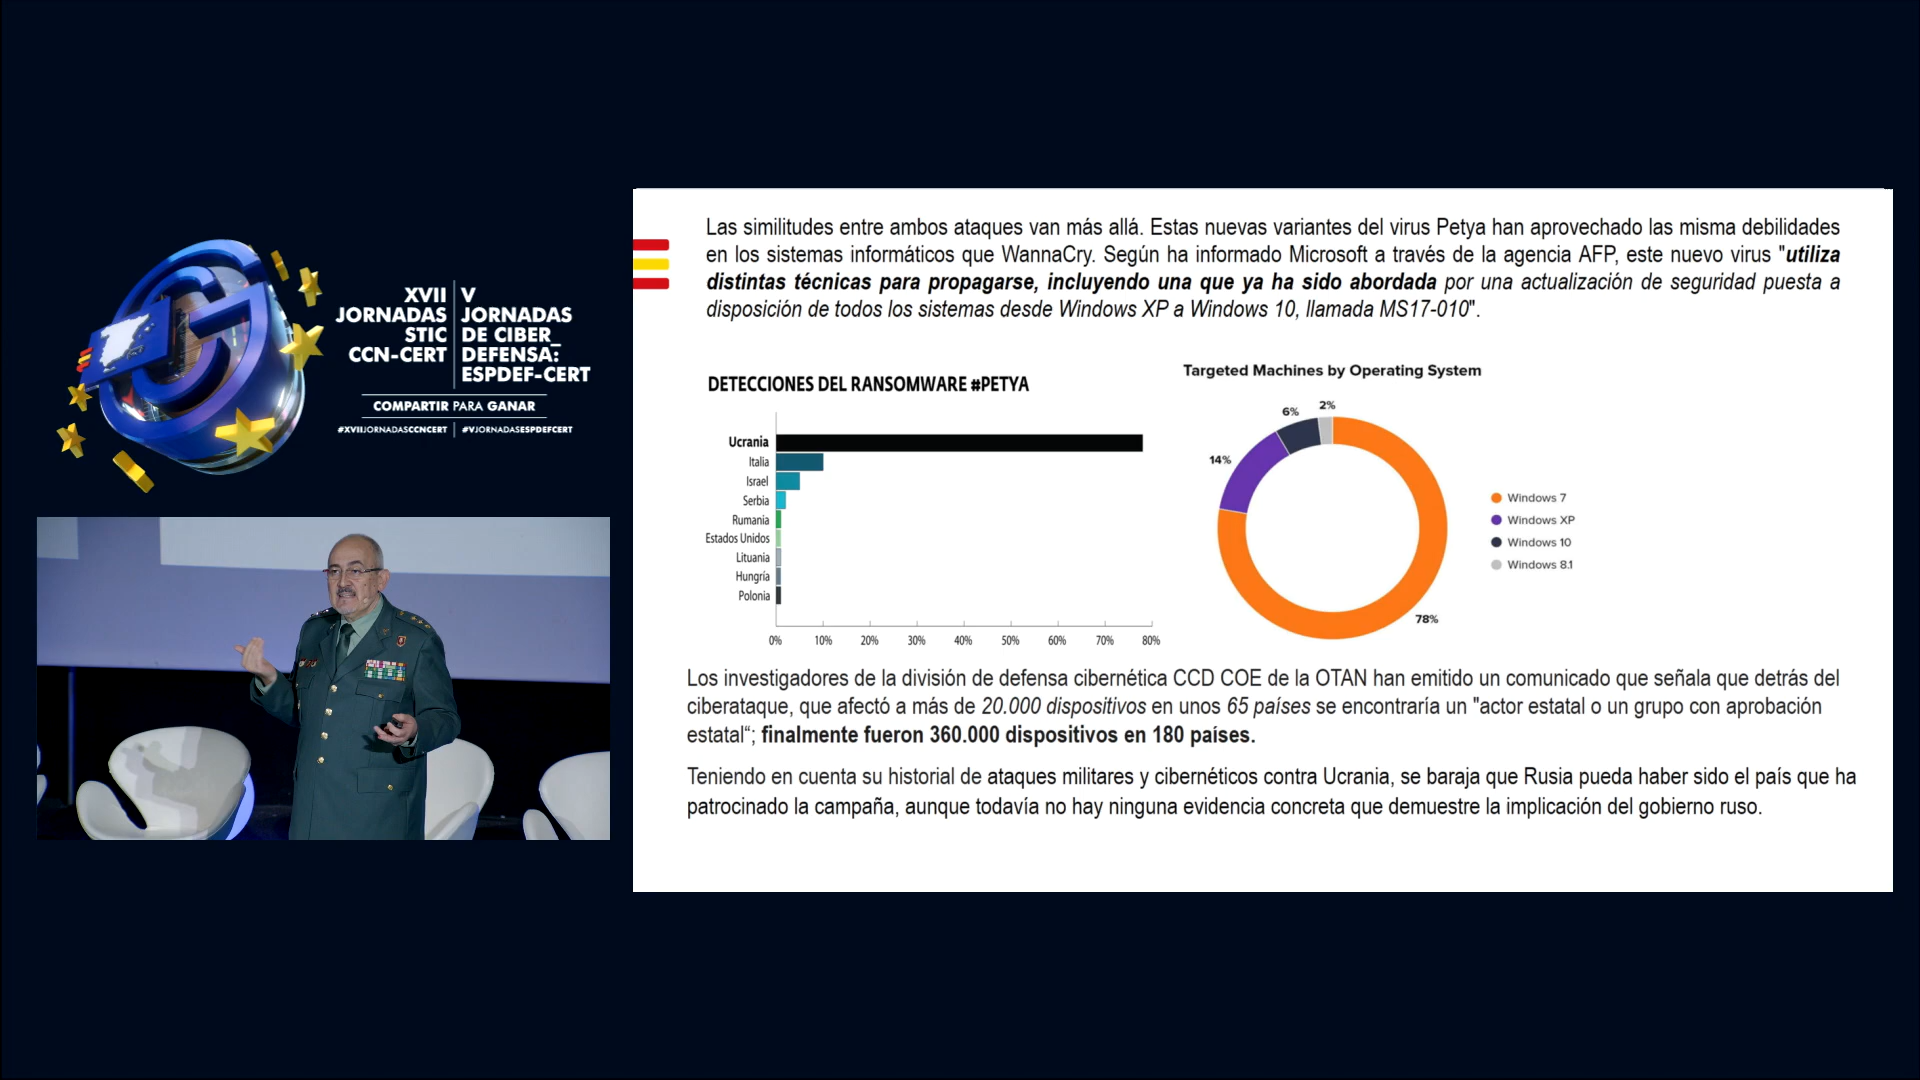 XVII
JORNADAS
STIC
CCN-CERT
V
JORNADAS
DE CIBER_
DEFENSA:
ESPDEF-CERT
COMPARTIR PARA GANAR
#XVIIJORNADASCCNCERT
#VJORNADASESPDEFCERT
Las similitudes entre ambos ataques van más allá. Estas nuevas variantes del virus Petya han aprovechado las misma debilidades
en los sistemas informáticos que WannaCry. Según ha informado Microsoft a través de la agencia AFP, este nuevo virus "utiliza
distintas técnicas para propagarse, incluyendo una que ya ha sido abordada por una actualización de seguridad puesta a
disposición de todos los sistemas desde Windows XP a Windows 10, llamada MS17-010".
DETECCIONES DEL RANSOMWARE #PETYA
Ucrania
Italia
Israel
Serbia
Rumania
Estados Unidos
Lituania
Hungría
Polonia
0% 10% 20% 30% 40% 50% 60% 70% 80%
Targeted Machines by Operating System
2%
6%
14%
78%
Windows 7
Windows XP
Windows 10
Windows 8.1
Los investigadores de la división de defensa cibernética CCD COE de la OTAN han emitido un comunicado que señala que detrás del
ciberataque, que afectó a más de 20.000 dispositivos en unos 65 países se encontraría un "actor estatal o un grupo con aprobación
estatal“; finalmente fueron 360.000 dispositivos en 180 países.
Teniendo en cuenta su historial de ataques militares y cibernéticos contra Ucrania, se baraja que Rusia pueda haber sido el país que ha
patrocinado la campaña, aunque todavía no hay ninguna evidencia concreta que demuestre la implicación del gobierno ruso.